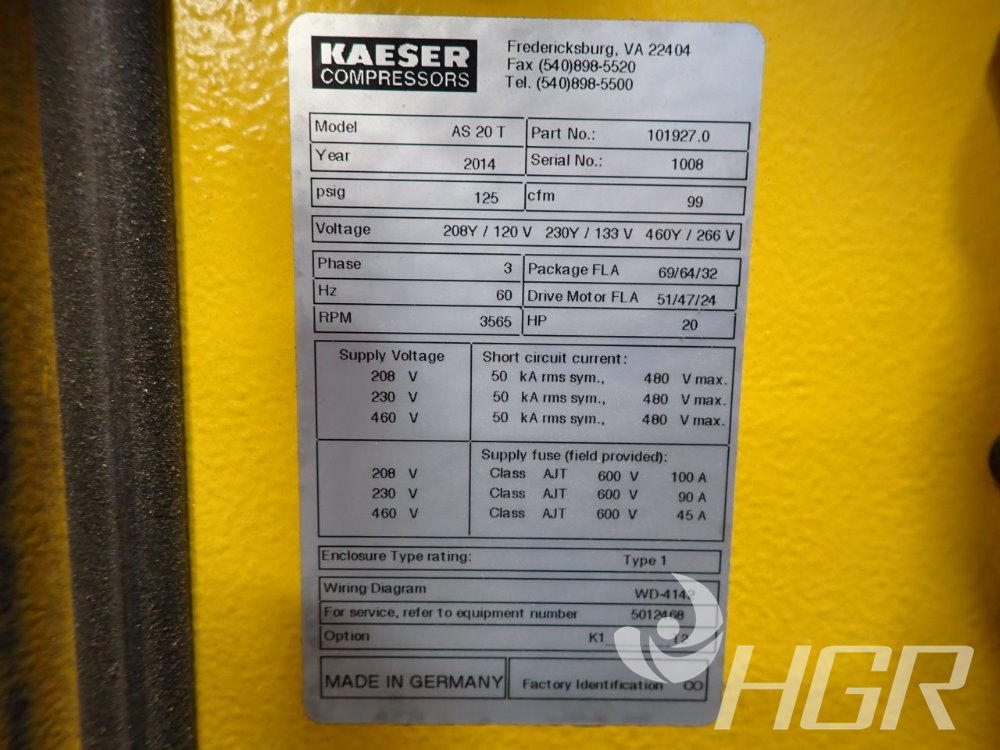 KAESER
COMPRESSORS
Fredericksburg, VA 22404
Fax (540)898-5520
Tel. (540)898-5500
Model AS 20 T Part No.: 101927.0
Year 2014 Serial No.: 1008
psig 125 cfm 99
Voltage 208Y / 120 V 230Y / 133 V 460Y / 266 V
Phase 3 Package FLA 69/64/32
Hz 60 Drive Motor FLA 51/47/24
RPM 3565 HP 20
Supply Voltage Short circuit current:
208 V 50 kA rms sym., 480 V max.
230 V 50 kA rms sym., 480 V max.
460 V 50 kA rms sym., 480 V max.
Supply fuse (field provided):
208 V Class AJT 600 V 100 A
230 V Class AJT 600 V 90 A
460 V Class AJT 600 V 45 A
Enclosure Type rating: Type 1
Wiring Diagram WD-4142
For service, refer to equipment number 5012468
Option K1
MADE IN GERMANY Factory Identification CO
HGR